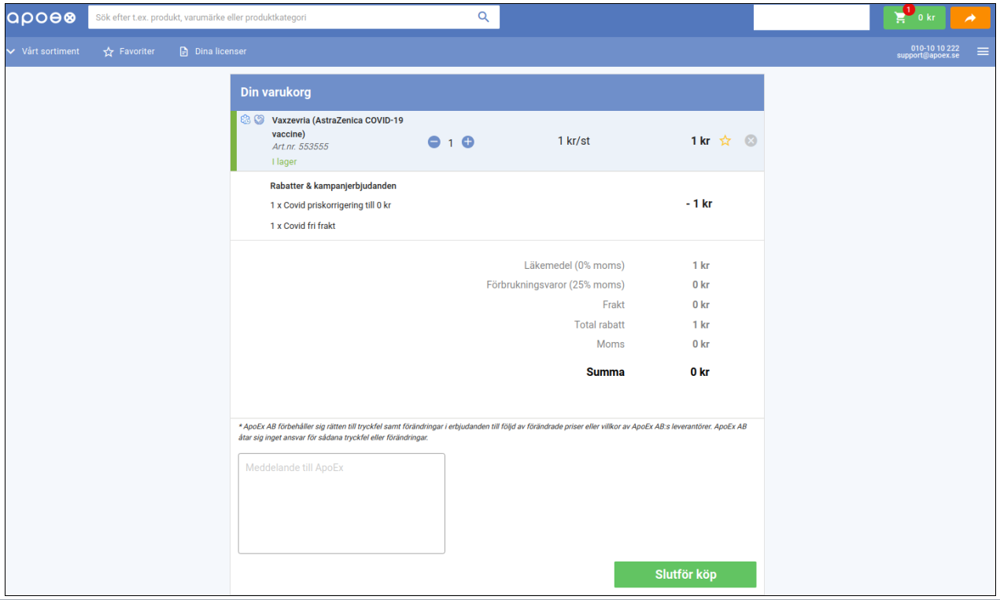 apoex
Sök efter t.ex. produkt, varumärke eller produktkategori
1
0 kr
Vårt sortiment
Favoriter
Dina licenser
010-10 10 222
support@apoex.se
Din varukorg
Vaxzevria (AstraZenica COVID-19
vaccine)
Art.nr. 553555
I lager
1
1 kr/st
1 kr
Rabatter & kampanjerbjudanden
1 x Covid priskorrigering till 0 kr
- 1 kr
1 x Covid fri frakt
Läkemedel (0% moms) 1 kr
Förbrukningsvaror (25% moms) 0 kr
Frakt 0 kr
Total rabatt 1 kr
Moms 0 kr
Summa 0 kr
* ApoEx AB förbehåller sig rätten till tryckfel samt förändringar i erbjudanden till följd av förändrade priser eller villkor av ApoEx AB:s leverantörer. ApoEx AB
åtar sig inget ansvar för sådana tryckfel eller förändringar.
Meddelande till ApoEx
Slutför köp